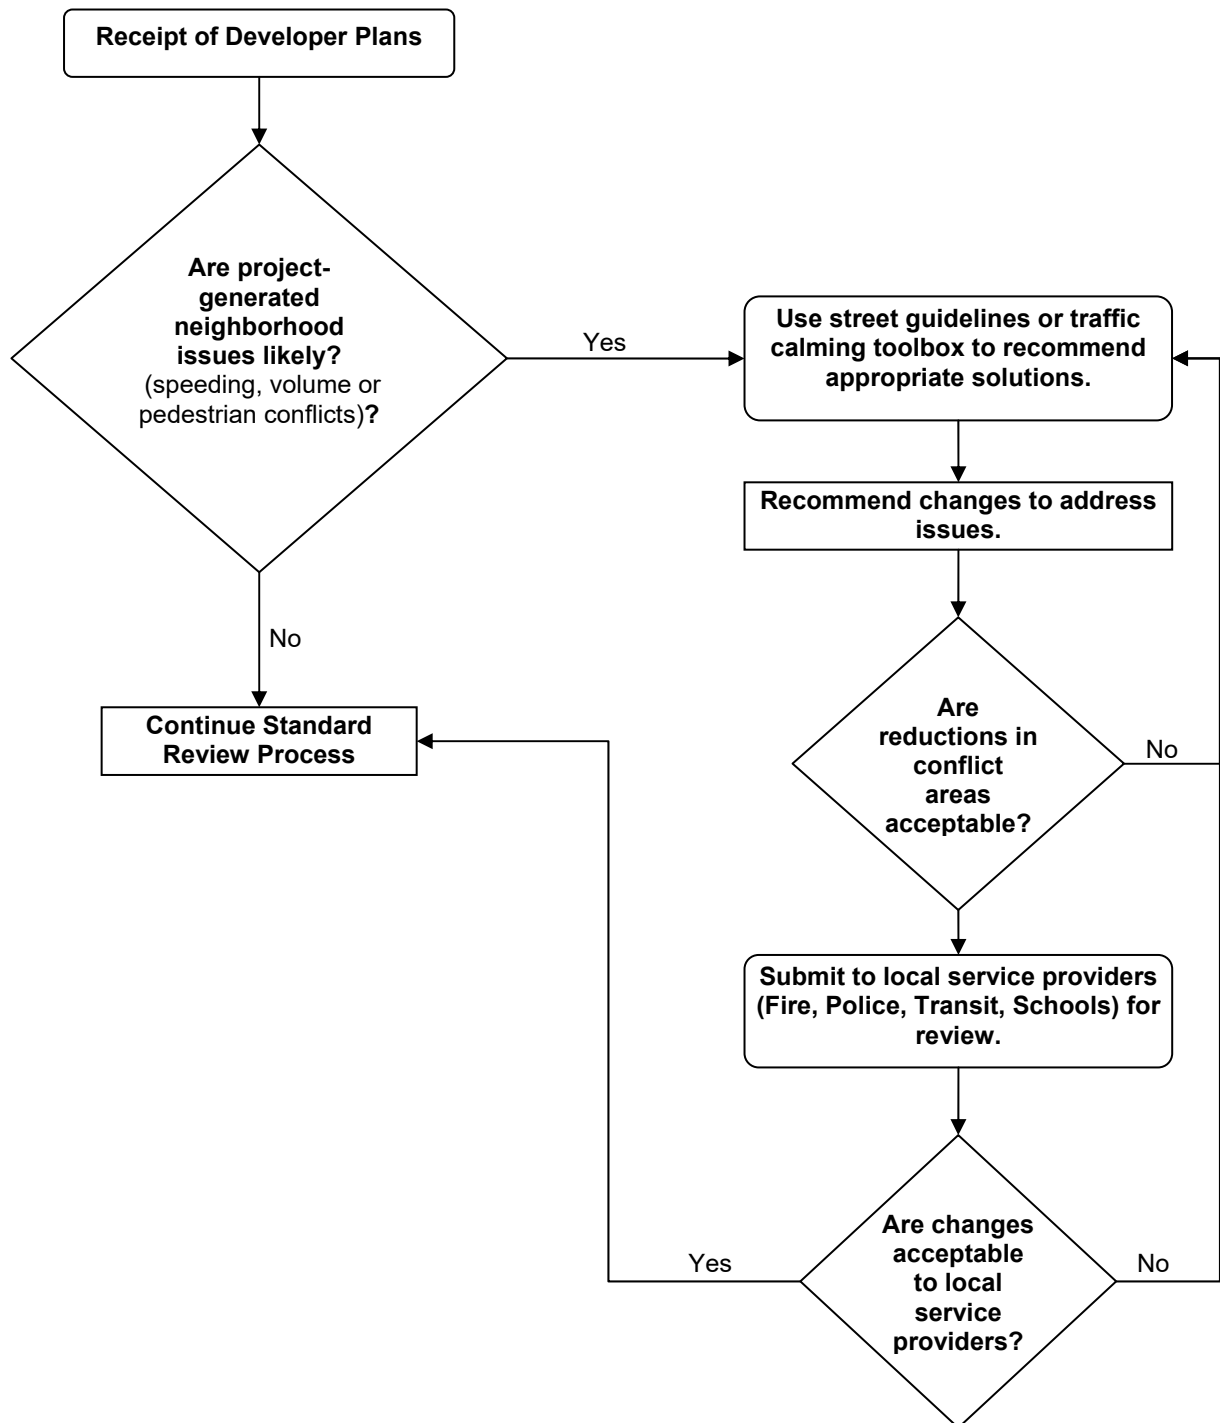 Receipt of Developer Plans
Are project-
generated
neighborhood
issues likely?
(speeding, volume or
pedestrian conflicts)?
Yes
Use street guidelines or traffic
calming toolbox to recommend
appropriate solutions.
Recommend changes to address
issues.
No
Continue Standard
Review Process
Are
reductions in
conflict
areas
acceptable?
No
Submit to local service providers
(Fire, Police, Transit, Schools) for
review.
Are changes
acceptable
to local
service
providers?
Yes
No